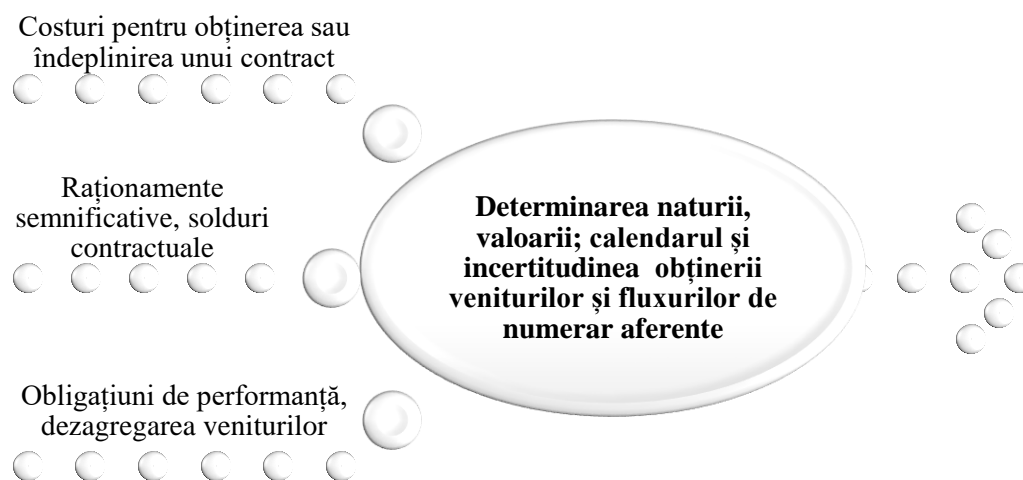 Costuri pentru obținerea sau
îndeplinirea unui contract
Raționamente
semnificative, solduri
contractuale
Obligațiuni de performanță,
dezagregarea veniturilor
Determinarea naturii,
valoarii; calendarul și
incertitudinea  obținerii
veniturilor și fluxurilor de
numerar aferente